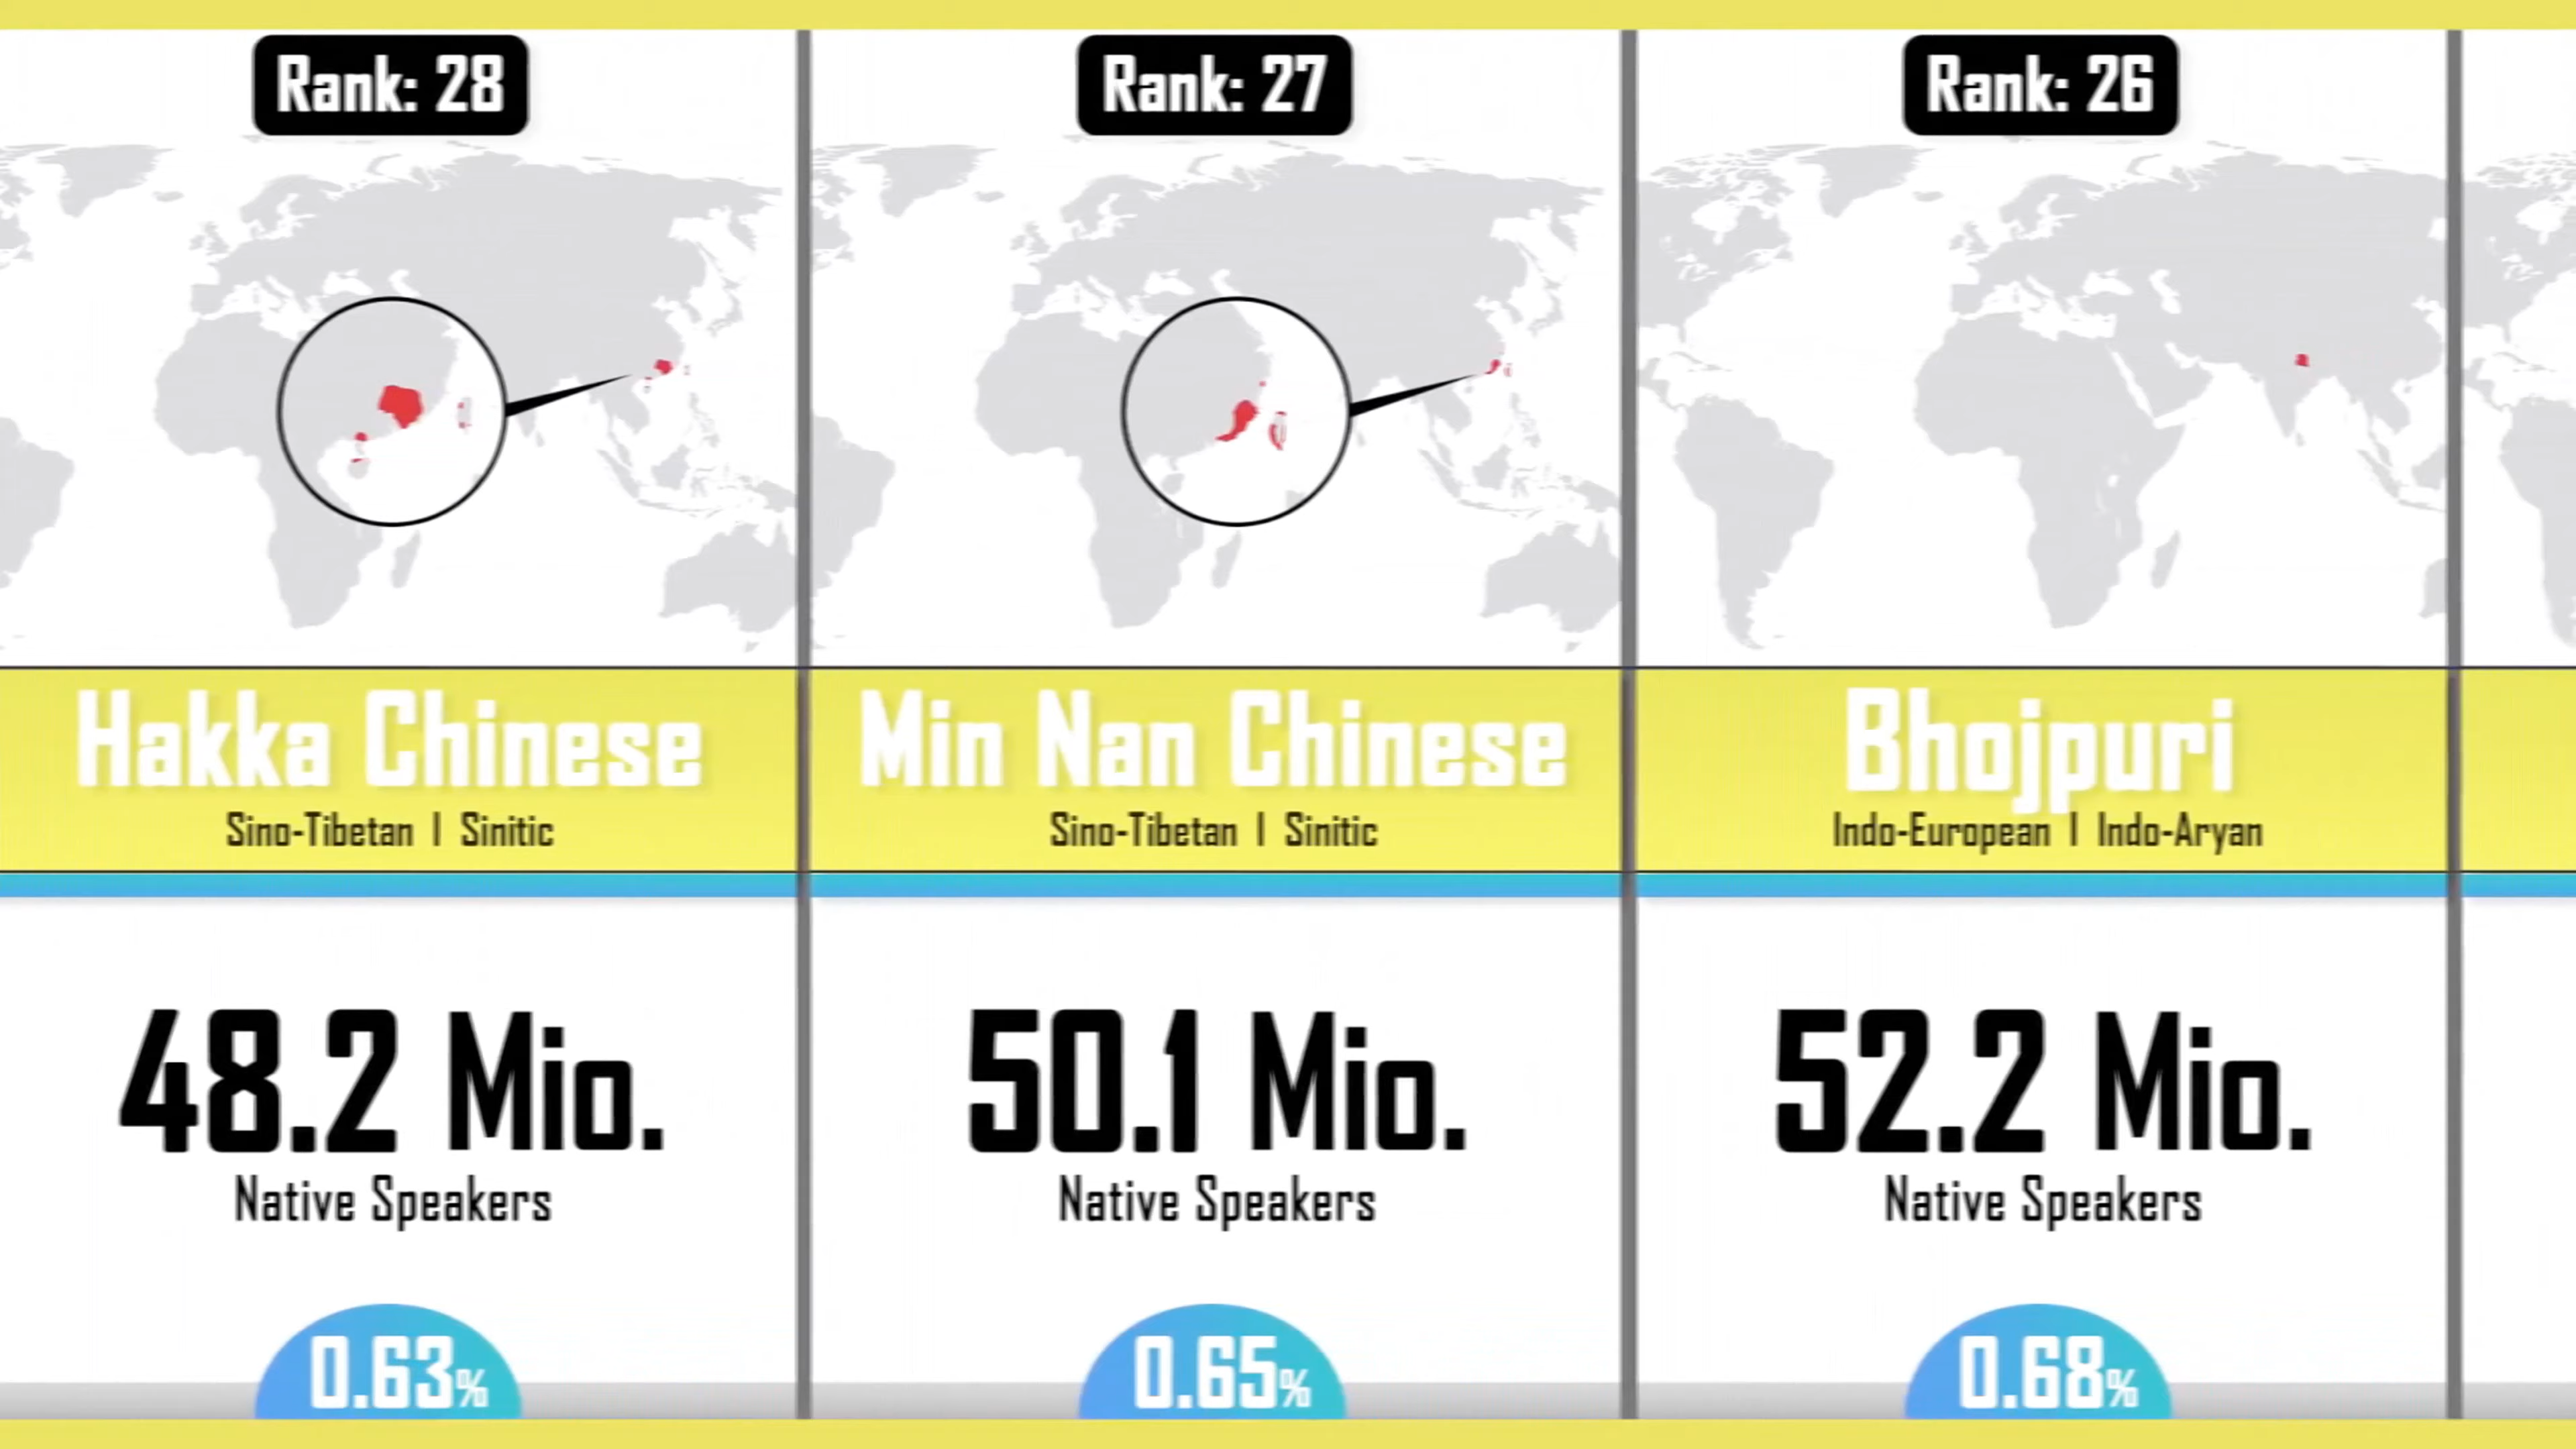 Rank: 28
Hakka Chinese
Sino-Tibetan | Sinitic
48.2 Mio.
Native Speakers
0.63%
Rank: 27
Min Nan Chinese
Sino-Tibetan | Sinitic
50.1 Mio.
Native Speakers
0.65%
Rank: 26
Bhojpuri
Indo-European | Indo-Aryan
52.2 Mio.
Native Speakers
0.68%